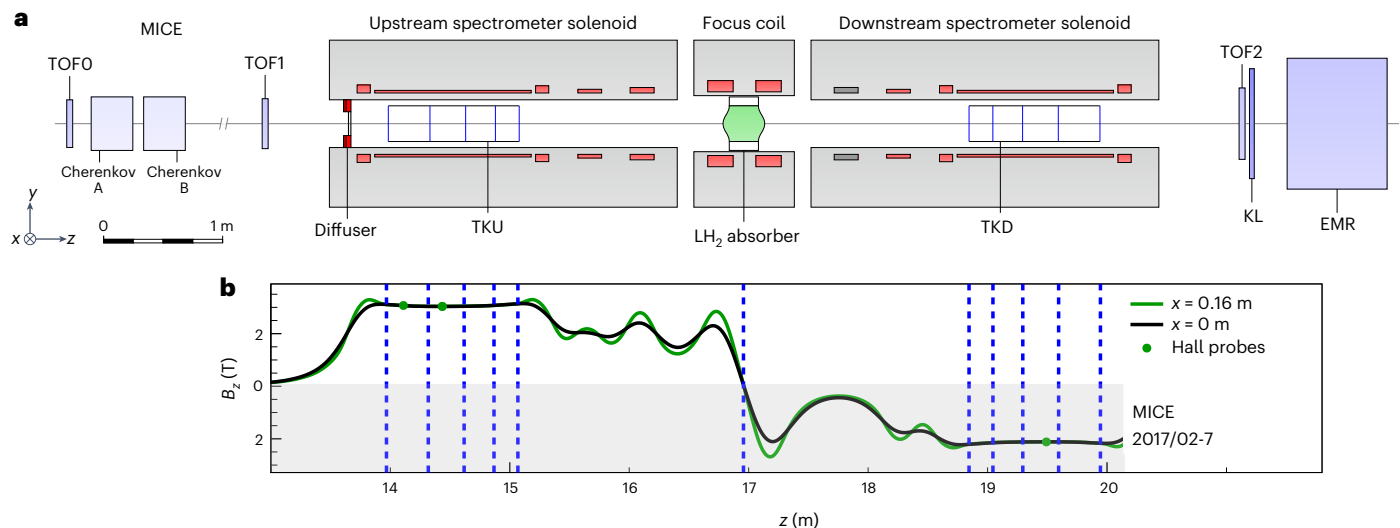 a
MICE
Upstream spectrometer solenoid
Focus coil
Downstream spectrometer solenoid
TOF0
TOF1
TOF2
Cherenkov
A
Cherenkov
B
Diffuser
TKU
LH2 absorber
TKD
KL
EMR
y
x
z
0
1 m
b
x = 0.16 m
x = 0 m
Hall probes
Bz (T)
2
0
2
MICE
2017/02-7
14
15
16
17
18
19
20
z (m)